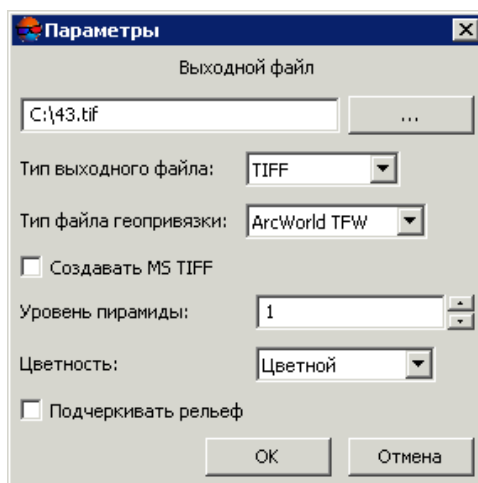 Параметры
Выходной файл
C:\43.tif ...
Тип выходного файла: TIFF
Тип файла геопривязки: ArcWorld TFW
Создавать MS TIFF
Уровень пирамиды: 1
Цветность: Цветной
Подчеркивать рельеф
OK Отмена